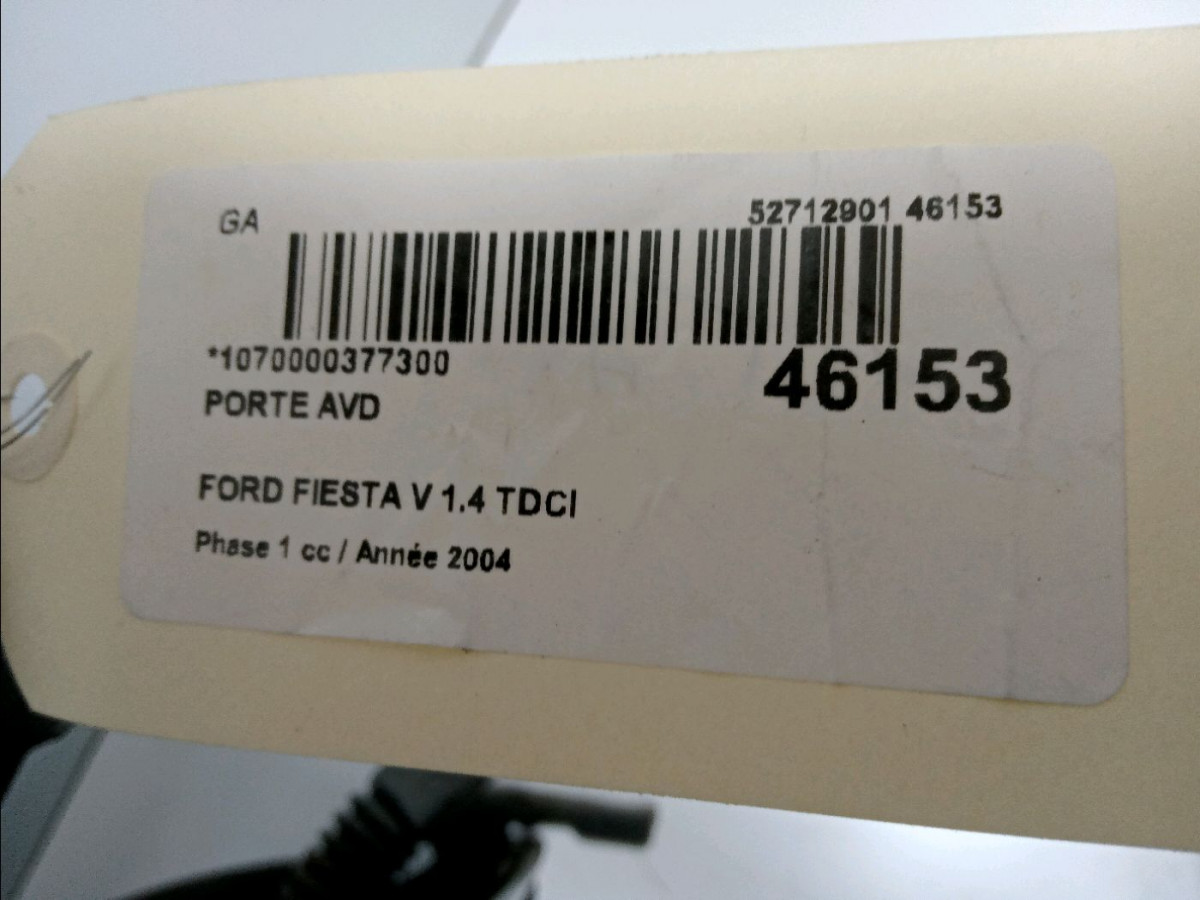 GA
52712901 46153
*1070000377300
46153
PORTE AVD
FORD FIESTA V 1.4 TDCI
Phase 1 cc / Année 2004